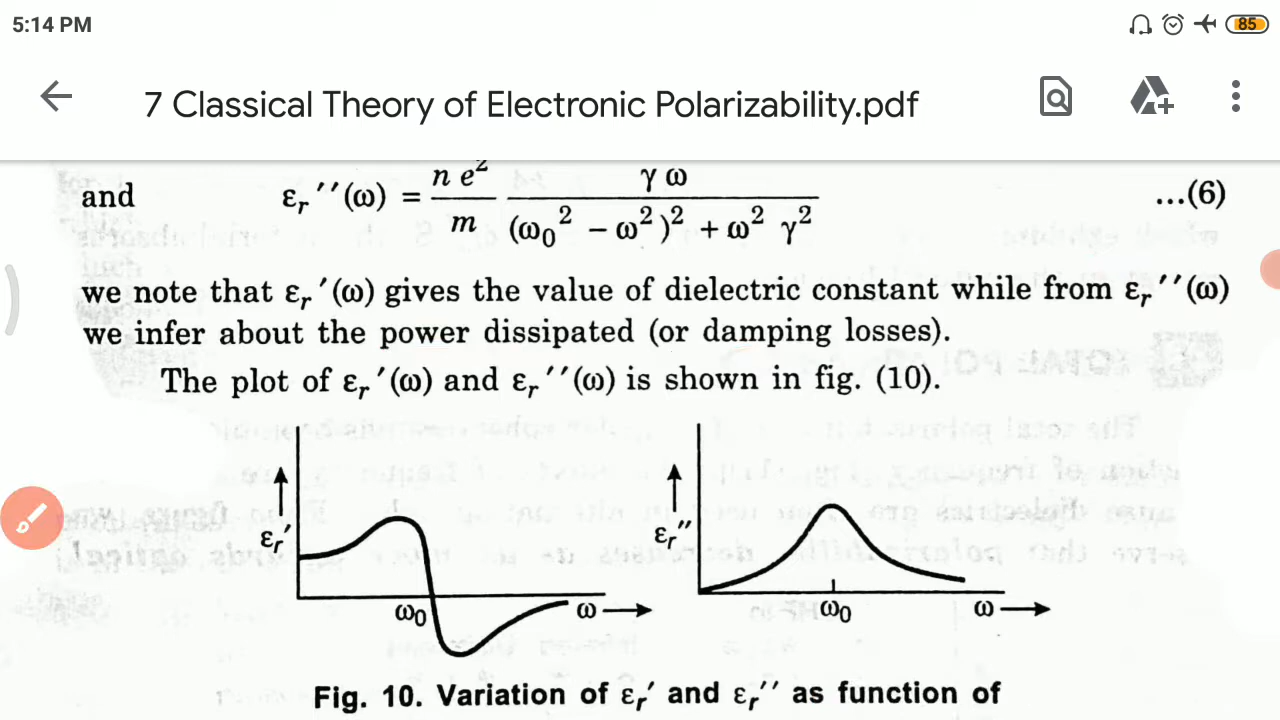 5:14 PM
85
7 Classical Theory of Electronic Polarizability.pdf
and εᵣ′′(ω) = n e² / m γ ω / (ω₀² − ω²)² + ω² γ² ...(6)
we note that εᵣ′(ω) gives the value of dielectric constant while from εᵣ′′(ω)
we infer about the power dissipated (or damping losses).
The plot of εᵣ′(ω) and εᵣ′′(ω) is shown in fig. (10).
εᵣ′ ω₀ ω
εᵣ′′ ω₀ ω
Fig. 10. Variation of εᵣ′ and εᵣ′′ as function of